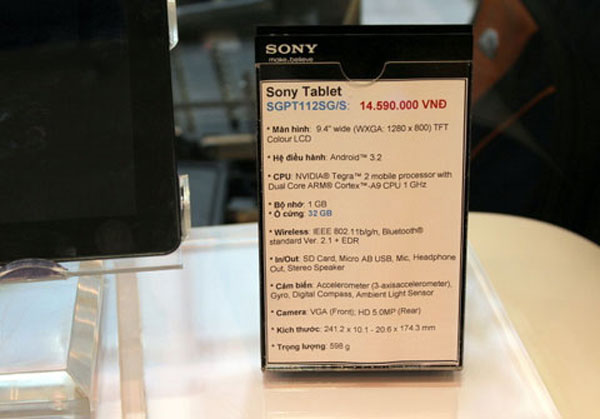 SONY
make.believe
Sony Tablet
SGPT112SG/S: 14.590.000 VNĐ
* Màn hình: 9.4" wide (WXGA: 1280 x 800) TFT
Colour LCD
* Hệ điều hành: Android™ 3.2
* CPU: NVIDIA® Tegra™ 2 mobile processor with
Dual Core ARM® Cortex™-A9 CPU 1 GHz
* Bộ nhớ: 1 GB
* Ổ cứng: 32 GB
* Wireless: IEEE 802.11b/g/n, Bluetooth®
standard Ver. 2.1 + EDR
* In/Out: SD Card, Micro AB USB, Mic, Headphone
Out, Stereo Speaker
* Cảm biến: Accelerometer (3-axisaccelerometer),
Gyro, Digital Compass, Ambient Light Sensor
* Camera: VGA (Front); HD 5.0MP (Rear)
* Kích thước: 241.2 x 10.1 - 20.6 x 174.3 mm
* Trọng lượng: 598 g